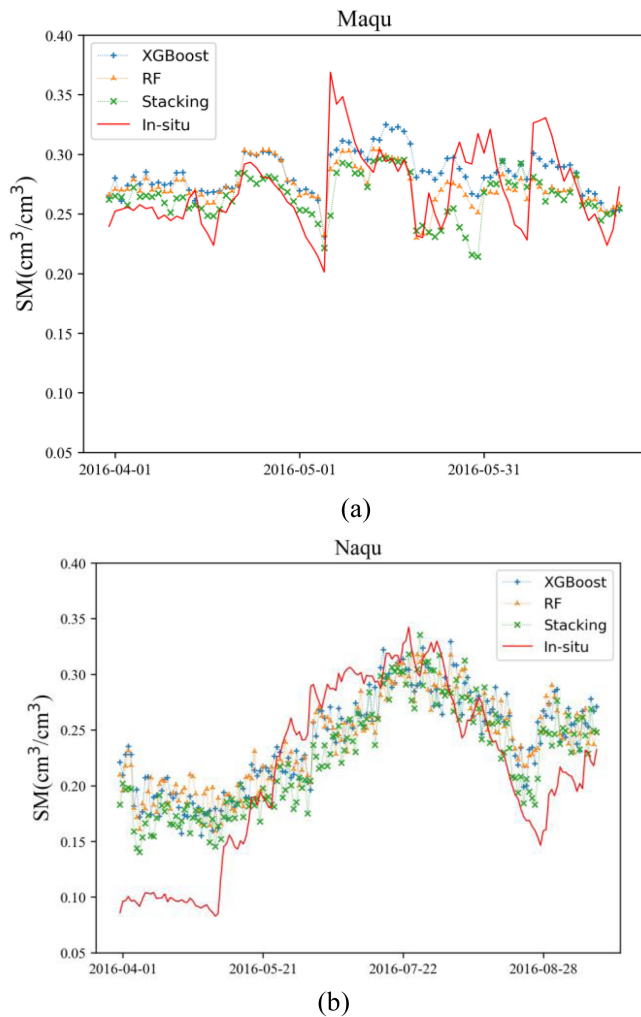 Maqu
0.40
0.35
0.30
0.25
0.20
0.15
0.10
0.05
SM(cm³/cm³)
XGBoost
RF
Stacking
In-situ
2016-04-01 2016-05-01 2016-05-31
(a)
Naqu
0.40
0.35
0.30
0.25
0.20
0.15
0.10
0.05
SM(cm³/cm³)
XGBoost
RF
Stacking
In-situ
2016-04-01 2016-05-21 2016-07-22 2016-08-28
(b)